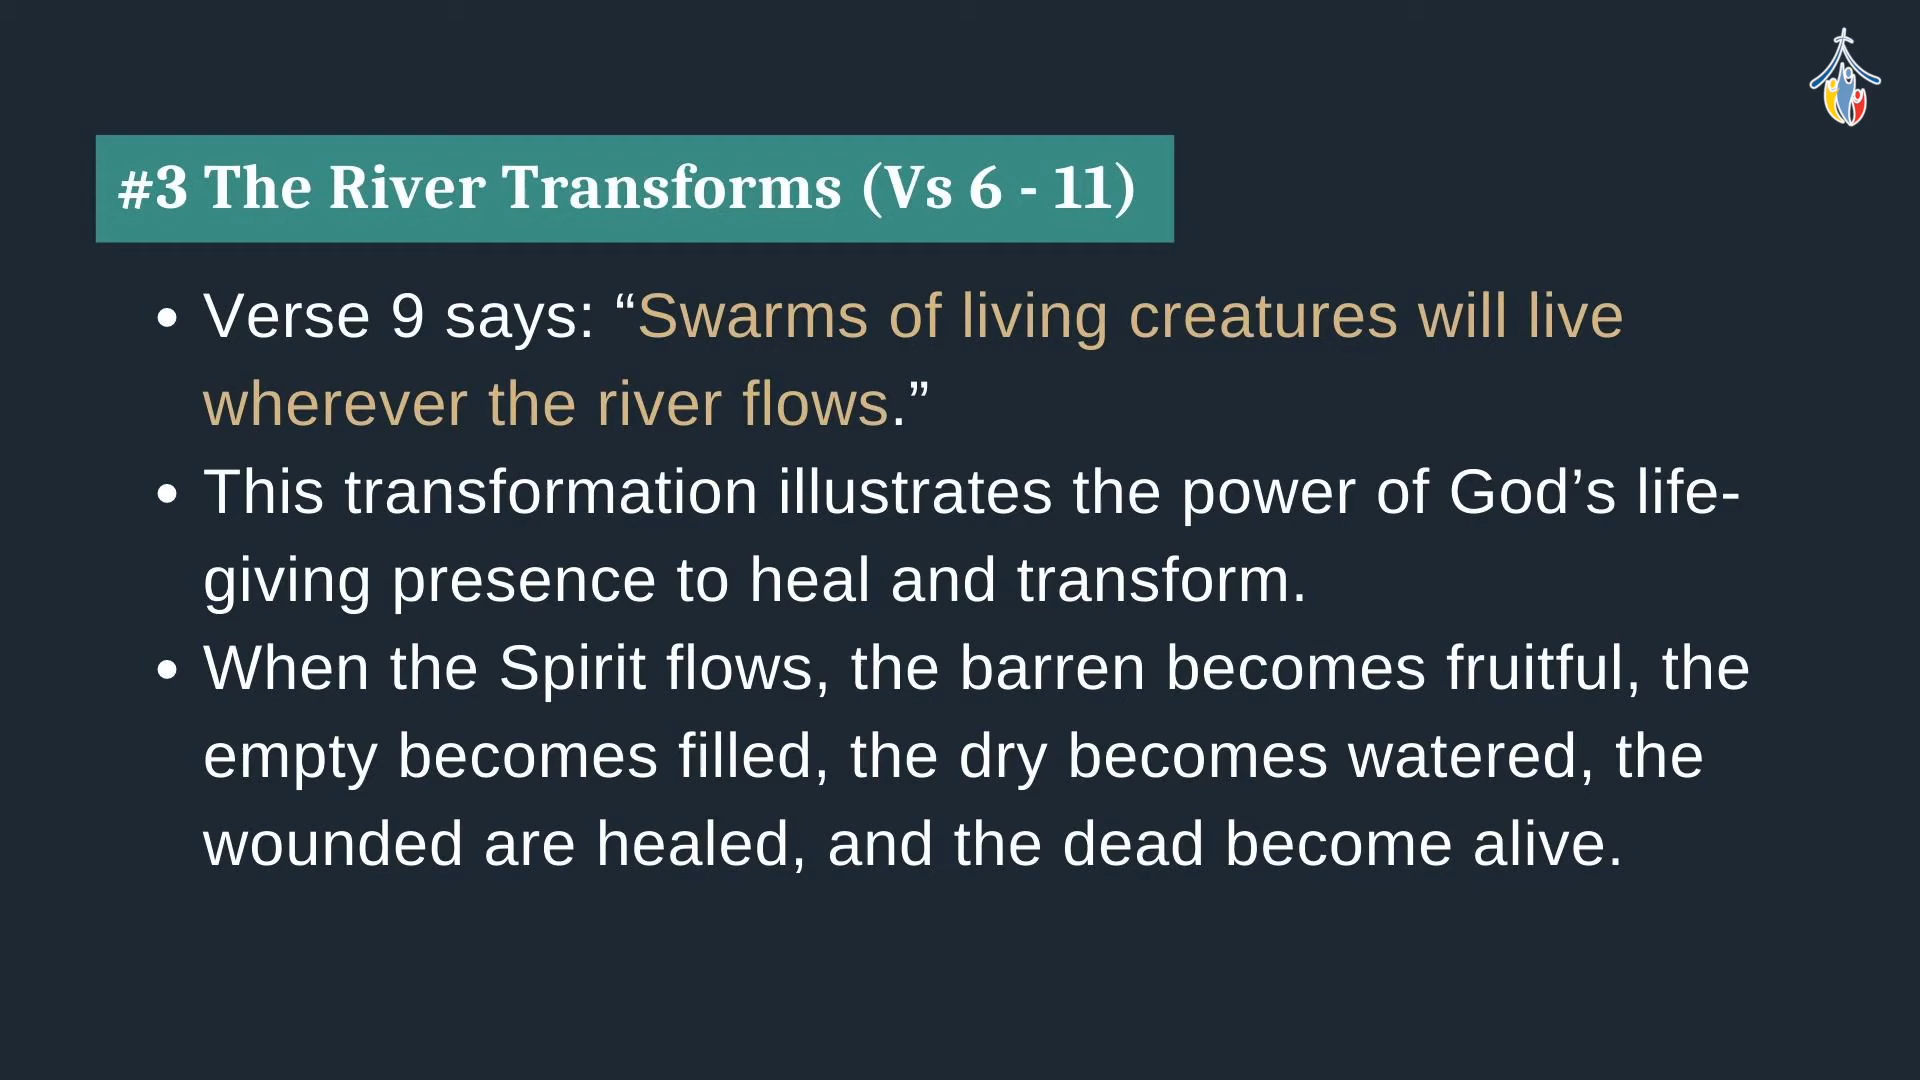 #3 The River Transforms (Vs 6 - 11)
• Verse 9 says: “Swarms of living creatures will live
wherever the river flows.”
• This transformation illustrates the power of God’s life-
giving presence to heal and transform.
• When the Spirit flows, the barren becomes fruitful, the
empty becomes filled, the dry becomes watered, the
wounded are healed, and the dead become alive.